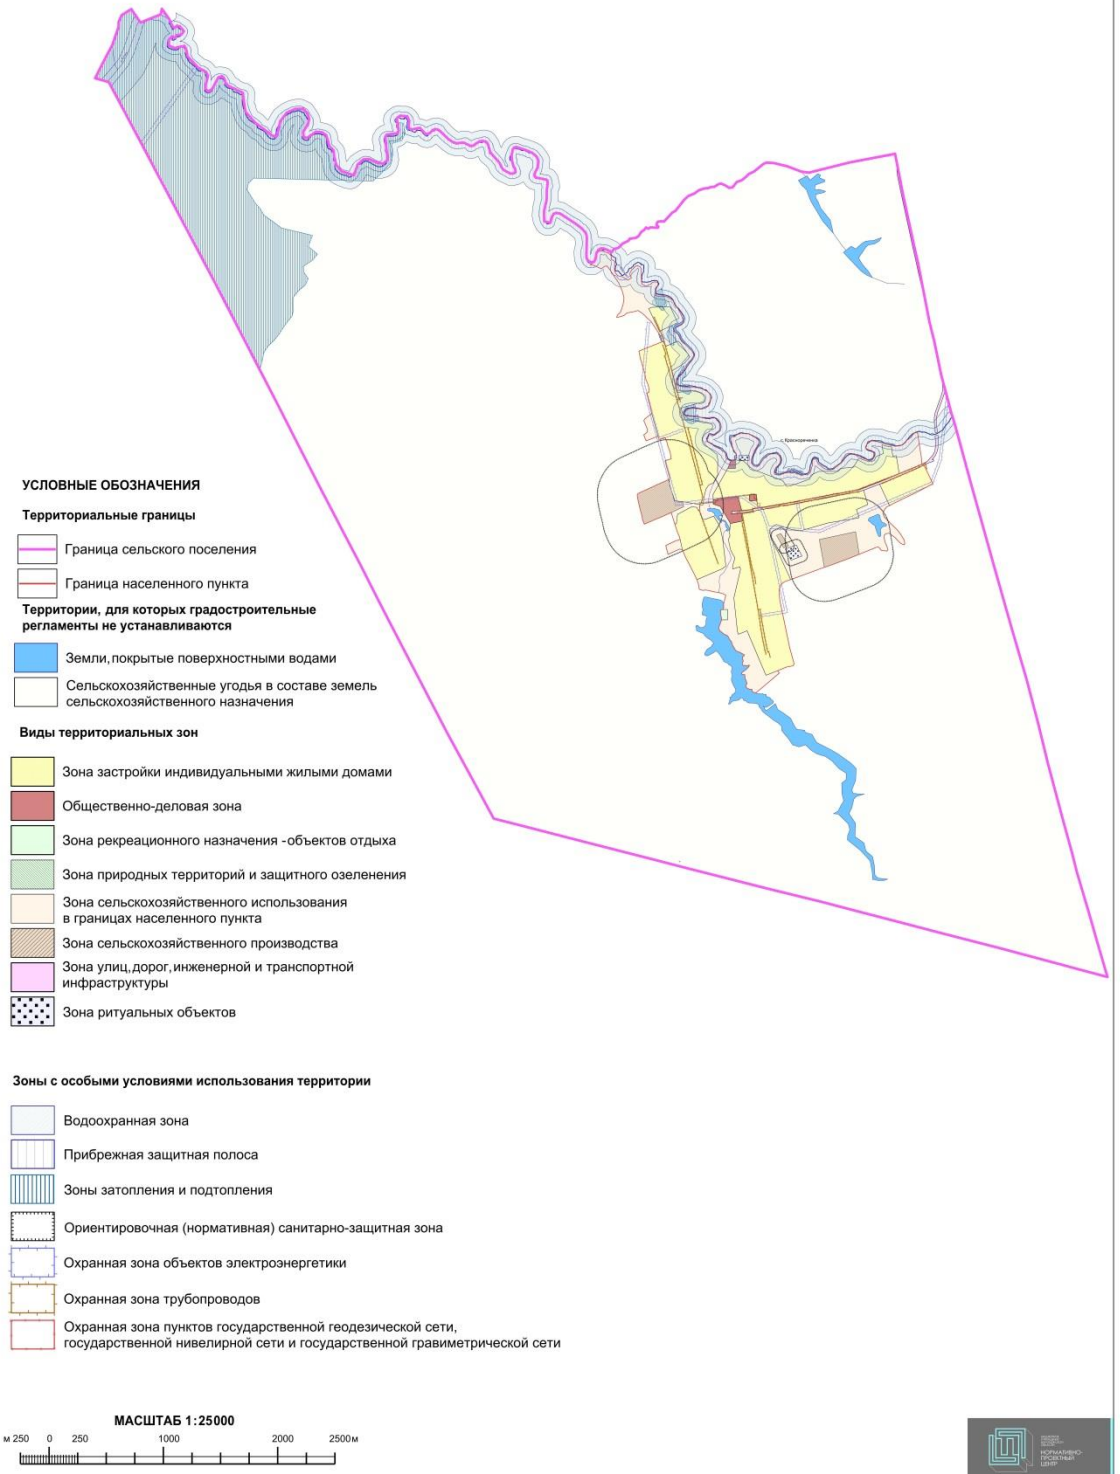 с. Краснореченка
УСЛОВНЫЕ ОБОЗНАЧЕНИЯ
Территориальные границы
Граница сельского поселения
Граница населенного пункта
Территории, для которых градостроительные
регламенты не устанавливаются
Земли, покрытые поверхностными водами
Сельскохозяйственные угодья в составе земель
сельскохозяйственного назначения
Виды территориальных зон
Зона застройки индивидуальными жилыми домами
Общественно-деловая зона
Зона рекреационного назначения - объектов отдыха
Зона природных территорий и защитного озеленения
Зона сельскохозяйственного использования
в границах населенного пункта
Зона сельскохозяйственного производства
Зона улиц, дорог, инженерной и транспортной
инфраструктуры
Зона ритуальных объектов
Зоны с особыми условиями использования территории
Водоохранная зона
Прибрежная защитная полоса
Зоны затопления и подтопления
Ориентировочная (нормативная) санитарно-защитная зона
Охранная зона объектов электроэнергетики
Охранная зона трубопроводов
Охранная зона пунктов государственной геодезической сети,
государственной нивелирной сети и государственной гравиметрической сети
МАСШТАБ 1:25000
м 250 0 250 1000 2000 2500м
НОРМАТИВНО-
ПРОЕКТНЫЙ
ЦЕНТР